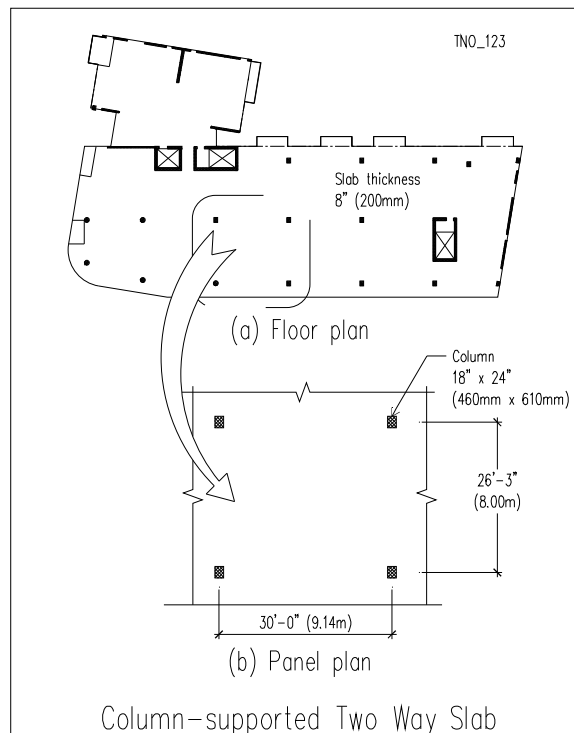 TNO_123
Slab thickness
8" (200mm)
(a) Floor plan
Column
18" x 24"
(460mm x 610mm)
26'-3"
(8.00m)
30'-0" (9.14m)
(b) Panel plan
Column-supported Two Way Slab